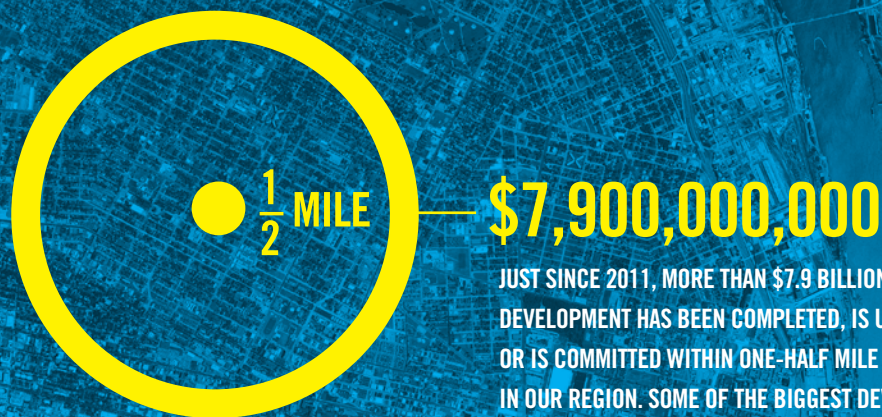 1/2 MILE
$7,900,000,000
JUST SINCE 2011, MORE THAN $7.9 BILLION
DEVELOPMENT HAS BEEN COMPLETED, IS
OR IS COMMITTED WITHIN ONE-HALF MILE
IN OUR REGION. SOME OF THE BIGGEST